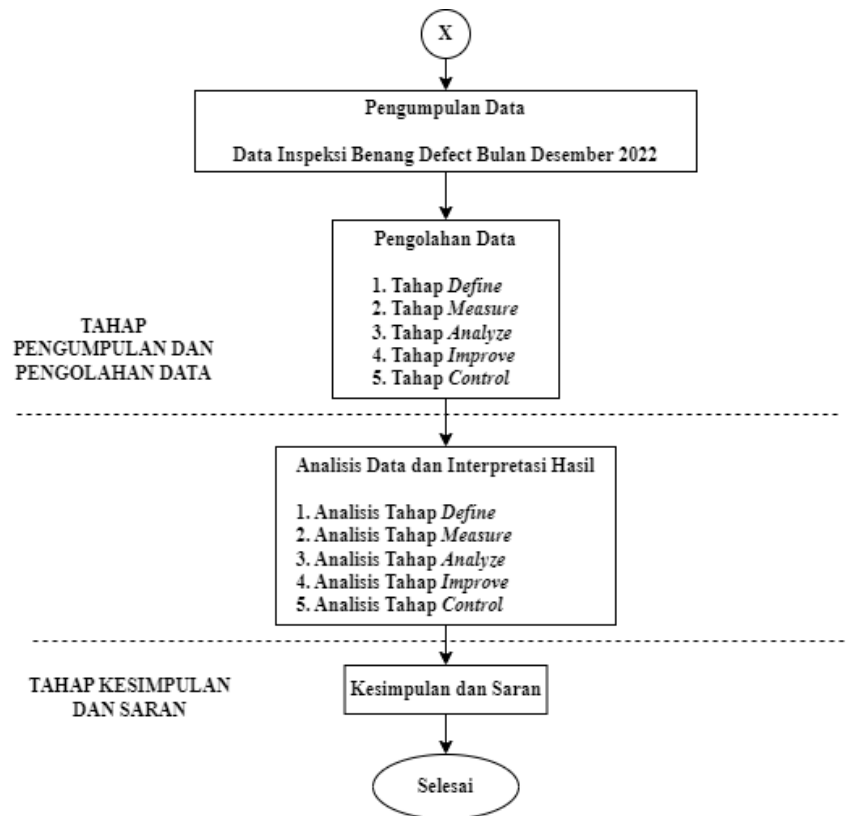 X
Pengumpulan Data
Data Inspeksi Benang Defect Bulan Desember 2022
Pengolahan Data
1. Tahap Define
2. Tahap Measure
3. Tahap Analyze
4. Tahap Improve
5. Tahap Control
TAHAP
PENGUMPULAN DAN
PENGOLAHAN DATA
Analisis Data dan Interpretasi Hasil
1. Analisis Tahap Define
2. Analisis Tahap Measure
3. Analisis Tahap Analyze
4. Analisis Tahap Improve
5. Analisis Tahap Control
TAHAP KESIMPULAN
DAN SARAN
Kesimpulan dan Saran
Selesai